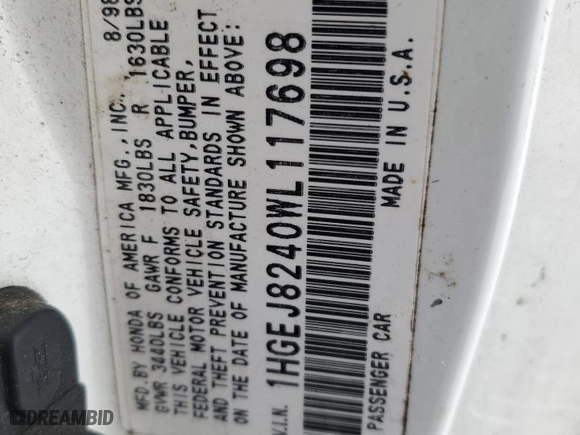 MFD.BY HONDA OF AMERICA MFG.,INC. 8/98
GVWR 3440LBS GAWR F 1830LBS R 1630LBS
THIS VEHICLE CONFORMS TO ALL APPLICABLE
FEDERAL MOTOR VEHICLE SAFETY,BUMPER,
AND THEFT PREVENTION STANDARDS IN EFFECT
ON THE DATE OF MANUFACTURE SHOWN ABOVE:
V.I.N. 1HGEJ8240WL117698
PASSENGER CAR MADE IN U.S.A.
DREAMBID